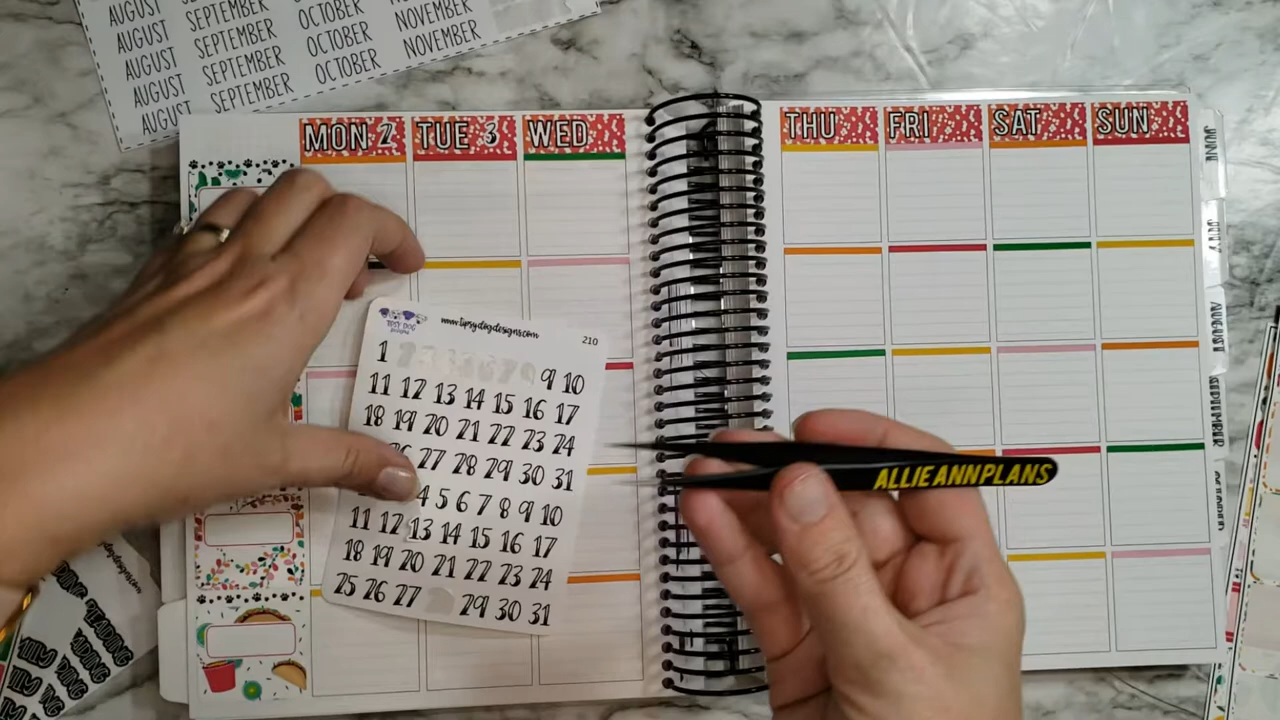 AUGUST SEPTEMBER OCTOBER NOVEMBER
AUGUST SEPTEMBER OCTOBER NOVEMBER
AUGUST SEPTEMBER OCTOBER NOVEMBER
AUGUST SEPTEMBER OCTOBER
AUGUST SEPTEMBER
MON 2 TUE 3 WED THU FRI SAT SUN
JUNE
JULY
AUGUST
SEPTEMBER
TIPSY DOG
www.tipsydogdesigns.com
210
1 9 10
11 12 13 14 15 16 17
18 19 20 21 22 23 24
27 28 29 30 31
4 5 6 7 8 9 10
11 12 13 14 15 16 17
18 19 20 21 22 23 24
25 26 27 29 30 31
ALLIEANNPLANS